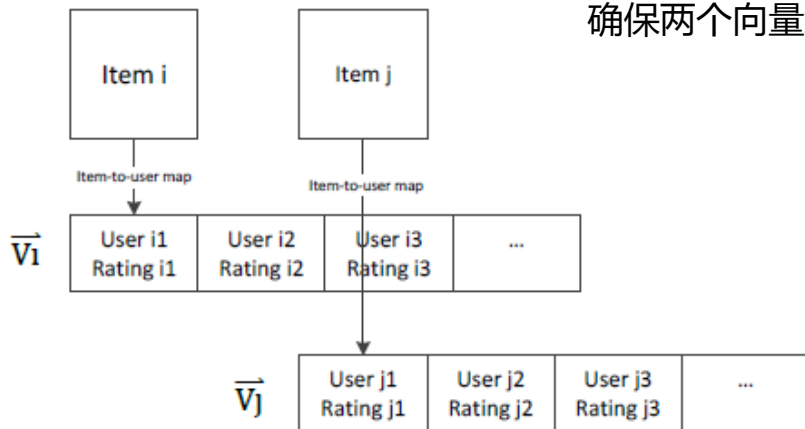 确保两个向量
Item i
Item j
Item-to-user map
Item-to-user map
Vi
User i1
Rating i1
User i2
Rating i2
User i3
Rating i3
...
Vj
User j1
Rating j1
User j2
Rating j2
User j3
Rating j3
...